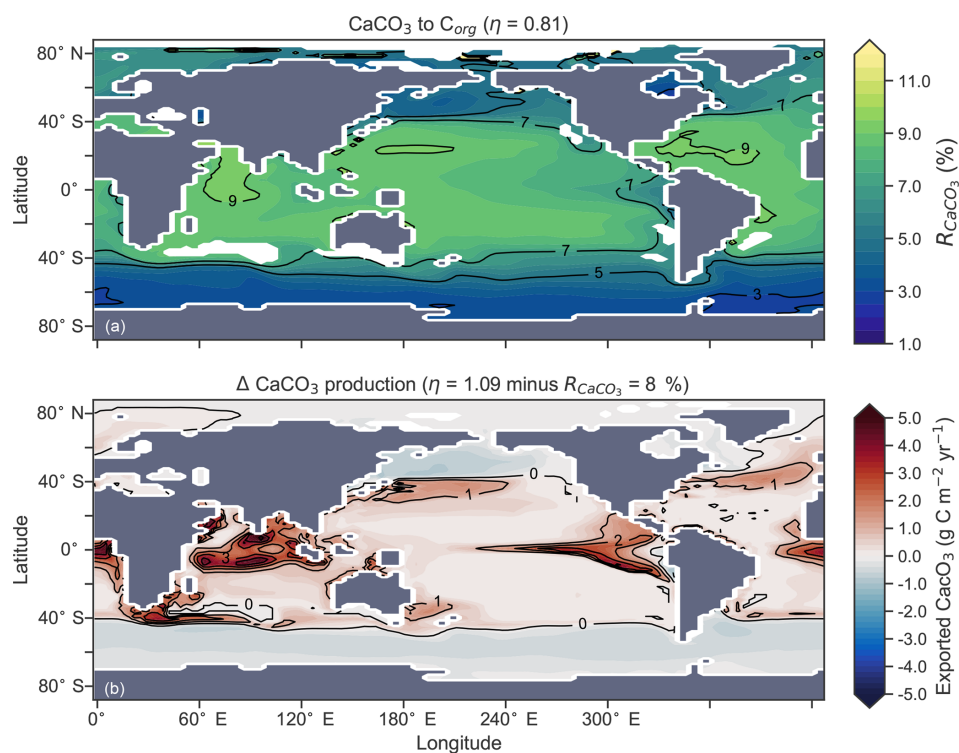 CaCO3 to Corg (η = 0.81)
80° N
40° S
0°
40° S
80° S
Latitude
(a)
7
7
9
9
7
7
5
3
11.0
9.0
7.0
5.0
3.0
1.0
RCaCO3 (%)
Δ CaCO3 production (η = 1.09 minus RCaCO3 = 8 %)
80° N
40° S
0°
40° S
80° S
Latitude
(b)
0
1
1
2
3
0
1
0
0°
60° E
120° E
180° E
240° E
300° E
Longitude
5.0
4.0
3.0
2.0
1.0
0.0
-1.0
-2.0
-3.0
-4.0
-5.0
Exported CaCO3 (g C m−2 yr−1)